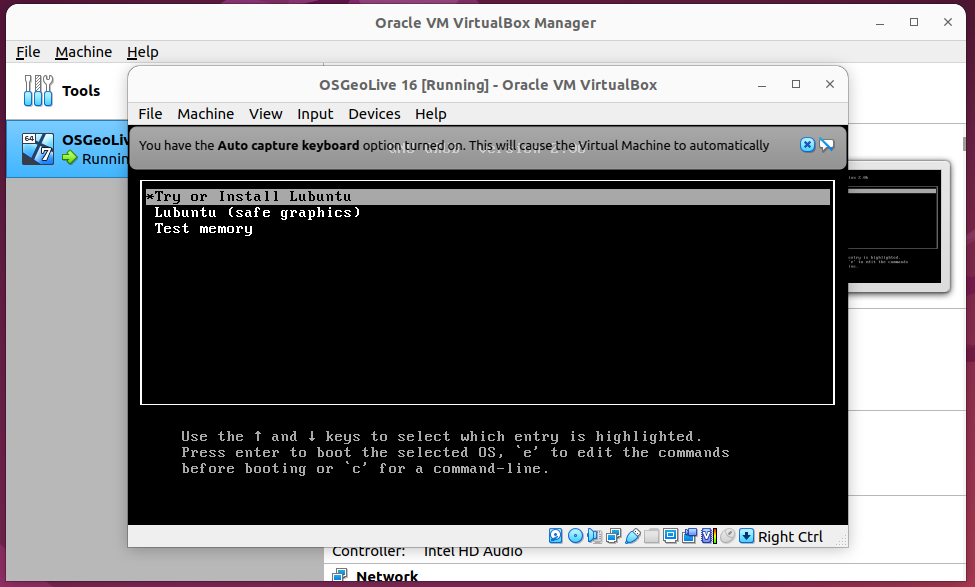 Oracle VM VirtualBox Manager
File Machine Help
Tools
64
7
OSGeoLiv
Runnin
OSGeoLive 16 [Running] - Oracle VM VirtualBox
File Machine View Input Devices Help
You have the Auto capture keyboard option turned on. This will cause the Virtual Machine to automatically
*Try or Install Lubuntu
Lubuntu (safe graphics)
Test memory
Use the ↑ and ↓ keys to select which entry is highlighted.
Press enter to boot the selected OS, `e' to edit the commands
before booting or `c' for a command-line.
Right Ctrl
Controller: Intel HD Audio
Network